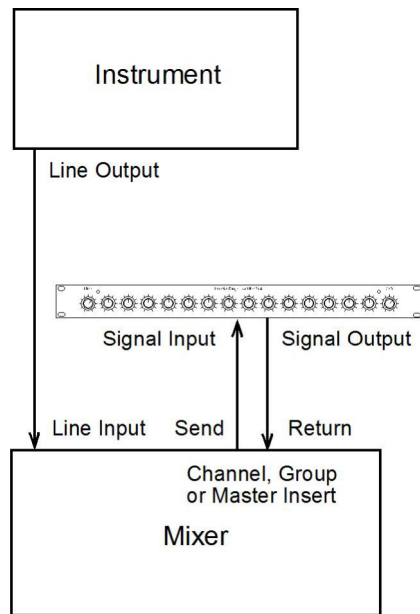 Instrument
Line Output
Signal Input
Signal Output
Line Input
Send
Return
Channel, Group
or Master Insert
Mixer